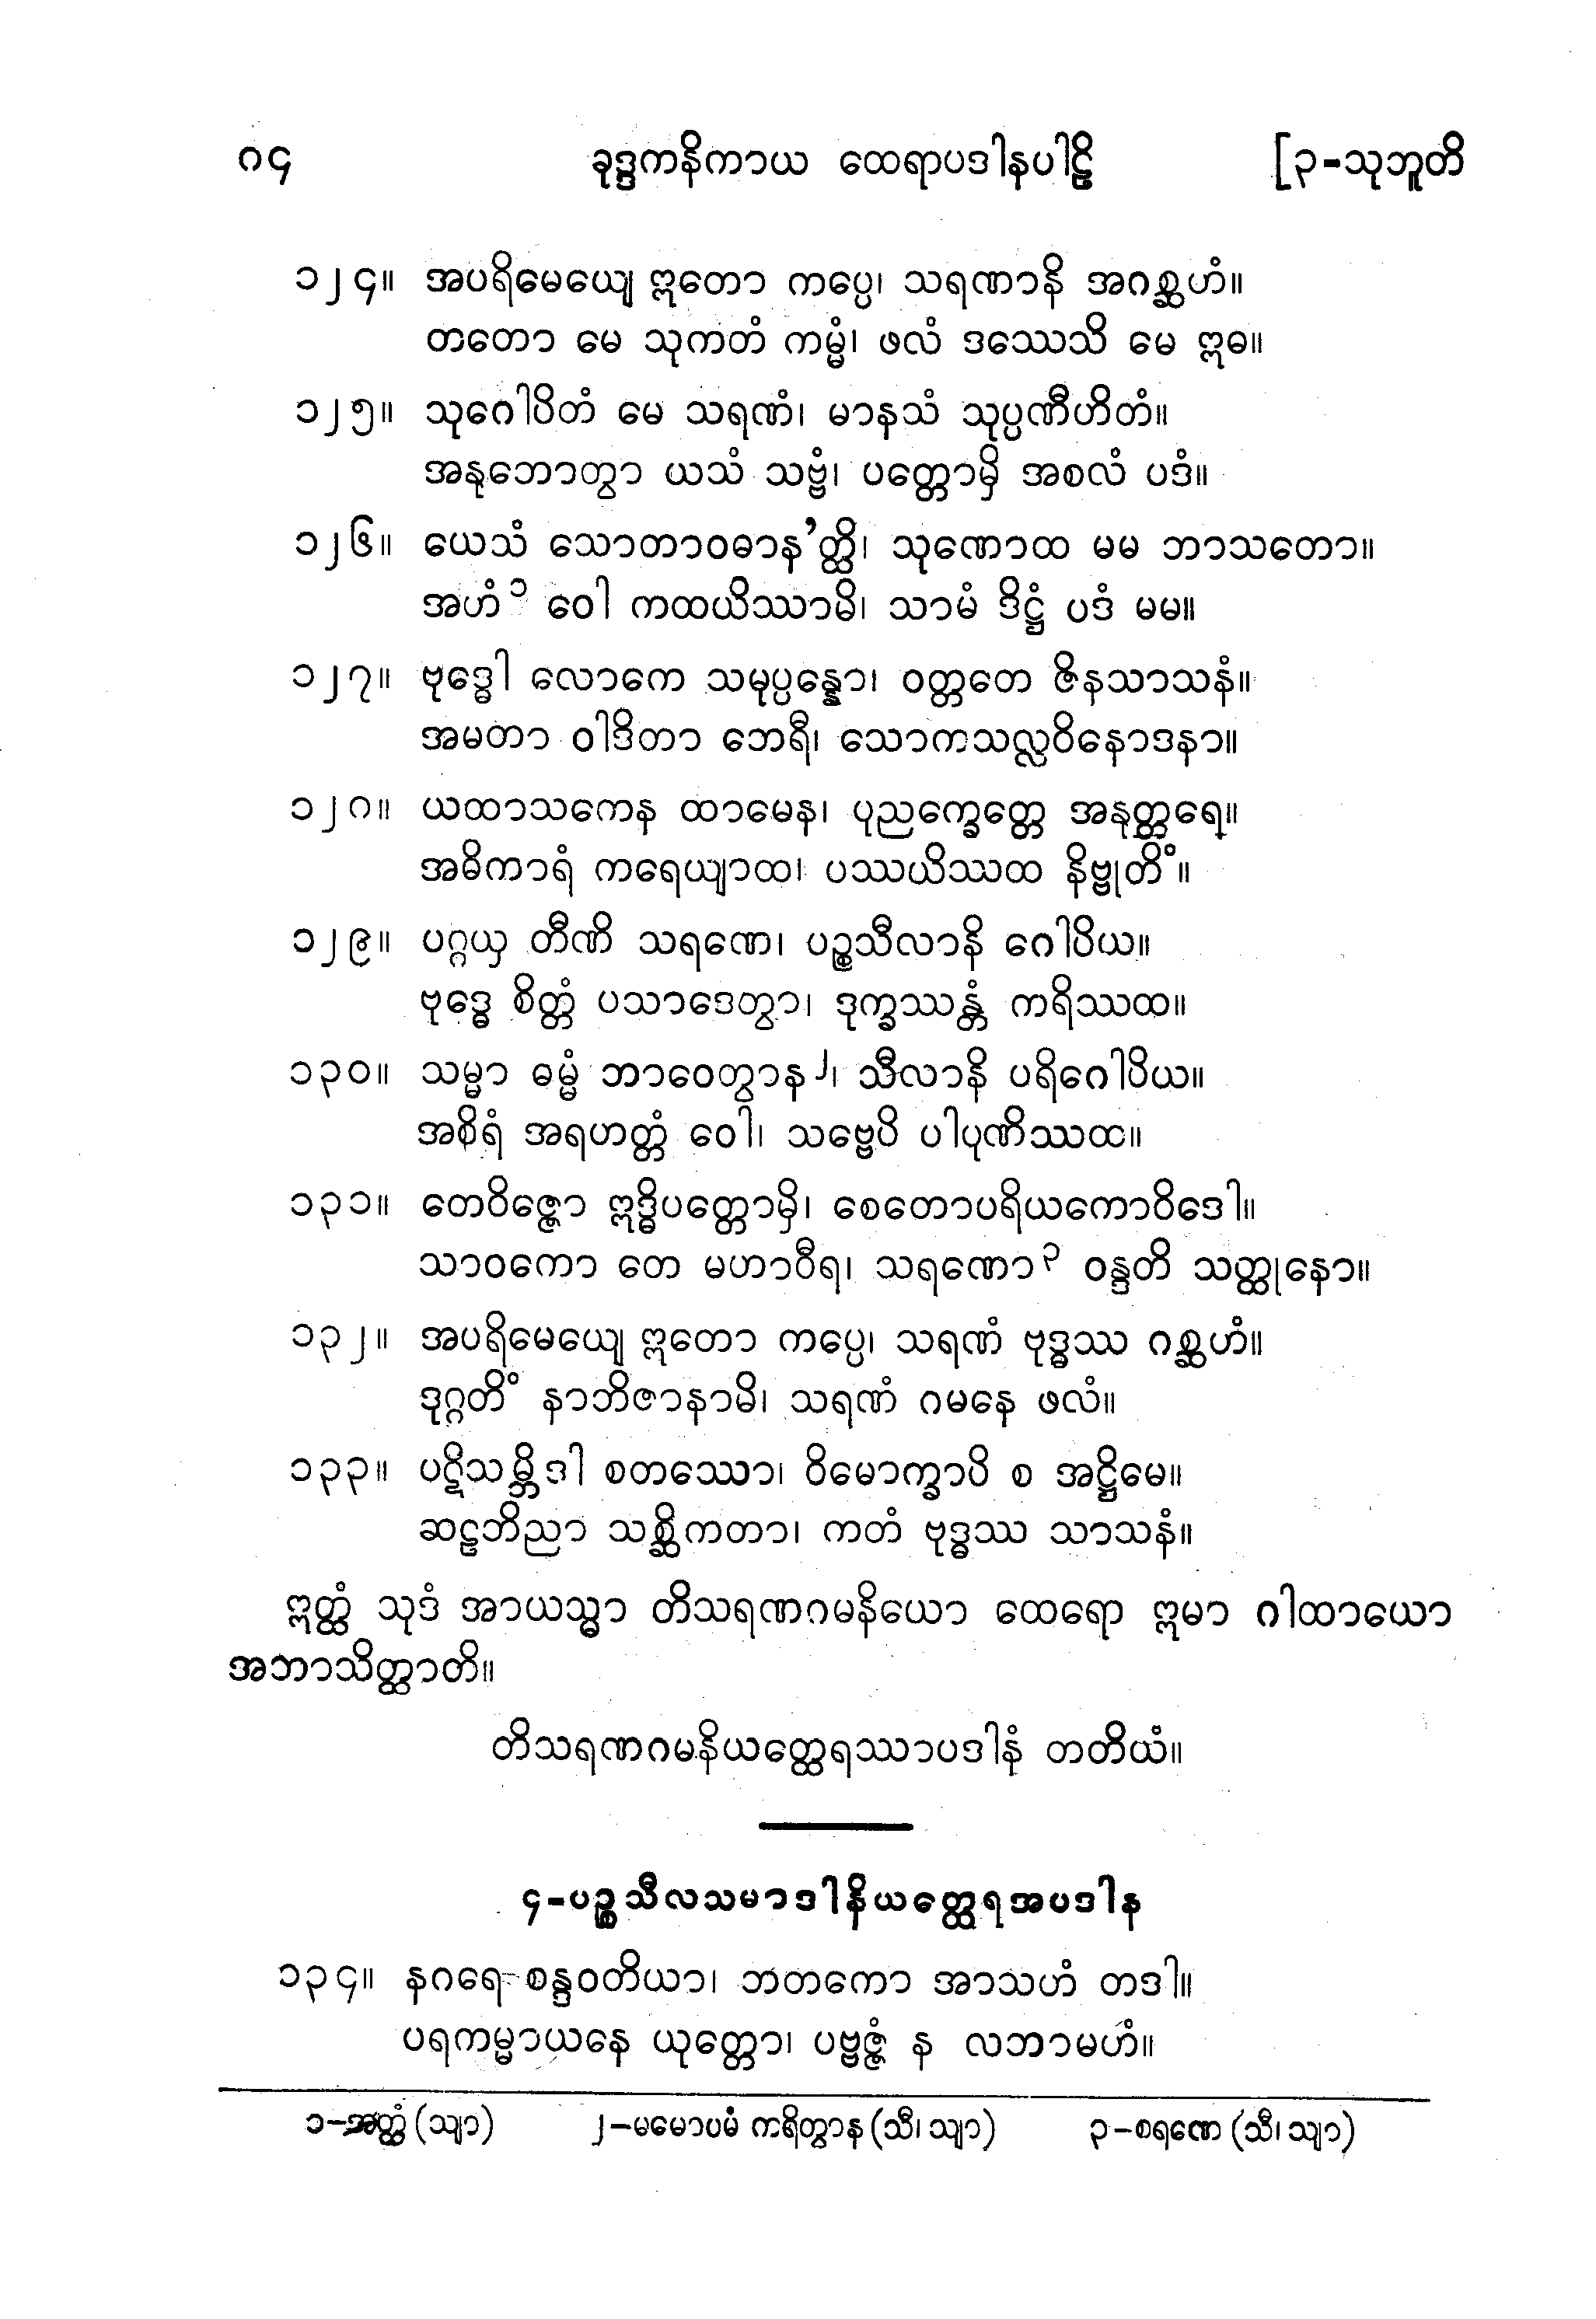 ၈၄ ခုဒ္ဒကနိကာယ ထေရာပဒါနပါဠိ [၃-သုဘူတိ
၁၂၄။ အပရိမေယျေ ဣတော ကပ္ပေ၊ သရဏာနိ အဂစ္ဆဟံ။
တတော မေ သုကတံ ကမ္မံ၊ ဖလံ ဒဿေသိ မေ ဣဓ။
၁၂၅။ သုဂေါပိတံ မေ သရဏံ၊ မာနသံ သုပ္ပဏီဟိတံ။
အနုဘောတွာ ယသံ သဗ္ဗံ၊ ပတ္တောမှိ အစလံ ပဒံ။
၁၂၆။ ယေသံ သောတာဝဓာန’တ္ထိ၊ သုဏောထ မမ ဘာသတော။
အဟံ ၁ ဝေါ ကထယိဿာမိ၊ သာမံ ဒိဋ္ဌံ ပဒံ မမ။
၁၂၇။ ဗုဒ္ဓေါ လောကေ သမုပ္ပန္နော၊ ဝတ္တတေ ဇိနသာသနံ။
အမတာ ဝါဒိတာ ဘေရီ၊ သောကသလ္လဝိနောဒနာ။
၁၂၈။ ယထာသကေန ထာမေန၊ ပုညက္ခေတ္တေ အနုတ္တရေ။
အဓိကာရံ ကရေယျာထ၊ ပဿယိဿထ နိဗ္ဗုတိံ။
၁၂၉။ ပဂ္ဂယှ တီဏိ သရဏေ၊ ပဉ္စသီလာနိ ဂေါပိယ။
ဗုဒ္ဓေ စိတ္တံ ပသာဒေတွာ၊ ဒုက္ခဿန္တံ ကရိဿထ။
၁၃၀။ သမ္မာ ဓမ္မံ ဘာဝေတွာန ၂၊ သီလာနိ ပရိဂေါပိယ။
အစိရံ အရဟတ္တံ ဝေါ၊ သဗ္ဗေပိ ပါပုဏိဿထ။
၁၃၁။ တေဝိဇ္ဇော ဣဒ္ဓိပတ္တောမှိ၊ စေတောပရိယကောဝိဒေါ။
သာဝကော တေ မဟာဝီရ၊ သရဏော ၃ ဝန္ဒတိ သတ္ထုနော။
၁၃၂။ အပရိမေယျေ ဣတော ကပ္ပေ၊ သရဏံ ဗုဒ္ဓဿ ဂစ္ဆဟံ။
ဒုဂ္ဂတိံ နာဘိဇာနာမိ၊ သရဏံ ဂမနေ ဖလံ။
၁၃၃။ ပဋိသမ္ဘိဒါ စတဿော၊ ဝိမောက္ခာပိ စ အဋ္ဌိမေ။
ဆဠဘိညာ သစ္ဆိကတာ၊ ကတံ ဗုဒ္ဓဿ သာသနံ။
ဣတ္ထံ သုဒံ အာယသ္မာ တိသရဏဂမနိယော ထေရော ဣမာ ဂါထာယော
အဘာသိတ္ထာတိ။
တိသရဏဂမနိယတ္ထေရဿာပဒါနံ တတိယံ။
၄-ပဉ္စသီလသမာဒါနိယတ္ထေရအပဒါန
၁၃၄။ နဂရေ စန္ဒဝတိယာ၊ ဘတကော အာသဟံ တဒါ။
ပရကမ္မာယနေ ယုတ္တော၊ ပဗ္ဗဇ္ဇံ န လဘာမဟံ။
၁-အတ္ထံ (သျာ) ၂-မမောပမံ ကရိတွာန (သီ၊ သျာ) ၃-စရဏေ (သီ၊ သျာ)